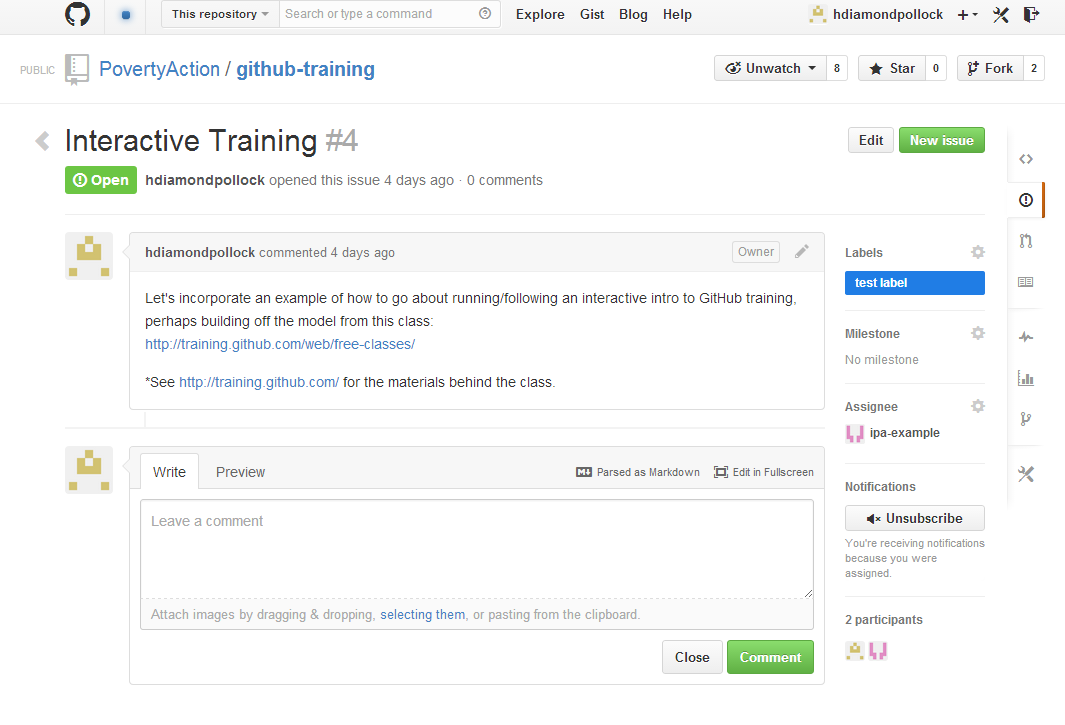 This repository
Search or type a command
Explore Gist Blog Help
hdiamondpollock
PUBLIC PovertyAction / github-training
Unwatch 8 Star 0 Fork 2
Interactive Training #4
Edit New issue
Open hdiamondpollock opened this issue 4 days ago · 0 comments
hdiamondpollock commented 4 days ago
Owner
Let's incorporate an example of how to go about running/following an interactive intro to GitHub training,
perhaps building off the model from this class:
http://training.github.com/web/free-classes/
*See http://training.github.com/ for the materials behind the class.
Write Preview
Parsed as Markdown Edit in Fullscreen
Leave a comment
Attach images by dragging & dropping, selecting them, or pasting from the clipboard.
Close Comment
Labels
test label
Milestone
No milestone
Assignee
ipa-example
Notifications
Unsubscribe
You're receiving notifications
because you were
assigned.
2 participants